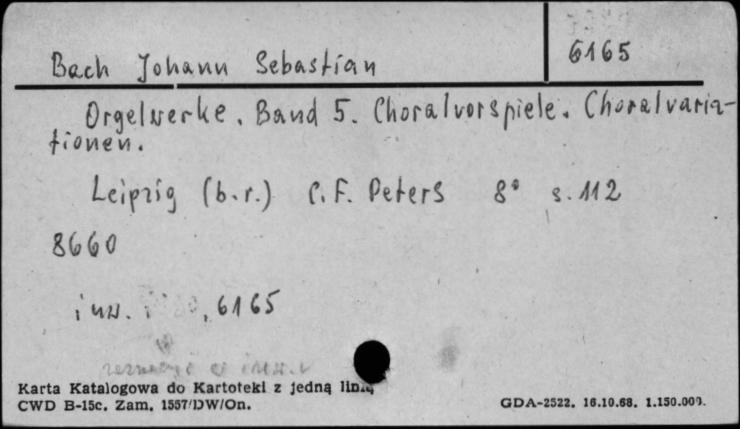 Bach Johann Sebastian
6165
Orgelwerke. Band 5. Choralvorspiele. Choralvaria-
tionen.
Leipzig (b.r.) C.F. Peters 8° s. 112
8660
inw. 6165
Karta Katalogowa do Kartoteki z jedną linią
CWD B-15c. Zam. 1557/DW/On.
GDA-2522. 16.10.68. 1.150.000.